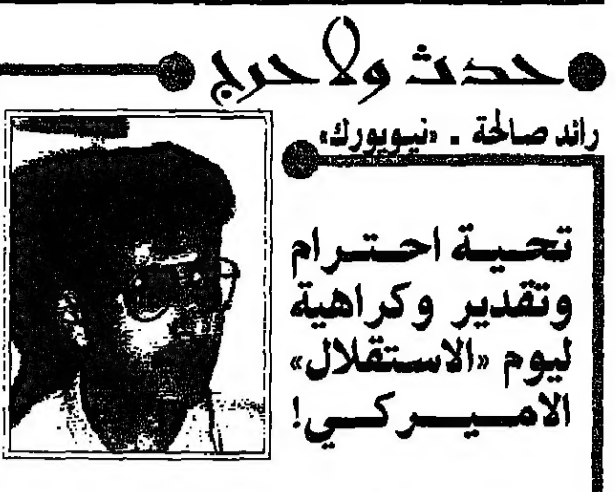 حدث ولا حرج
رائد صالحة ـ «نيويورك»
تحية احترام
وتقدير وكراهية
ليوم «الاستقلال»
الاميركي!